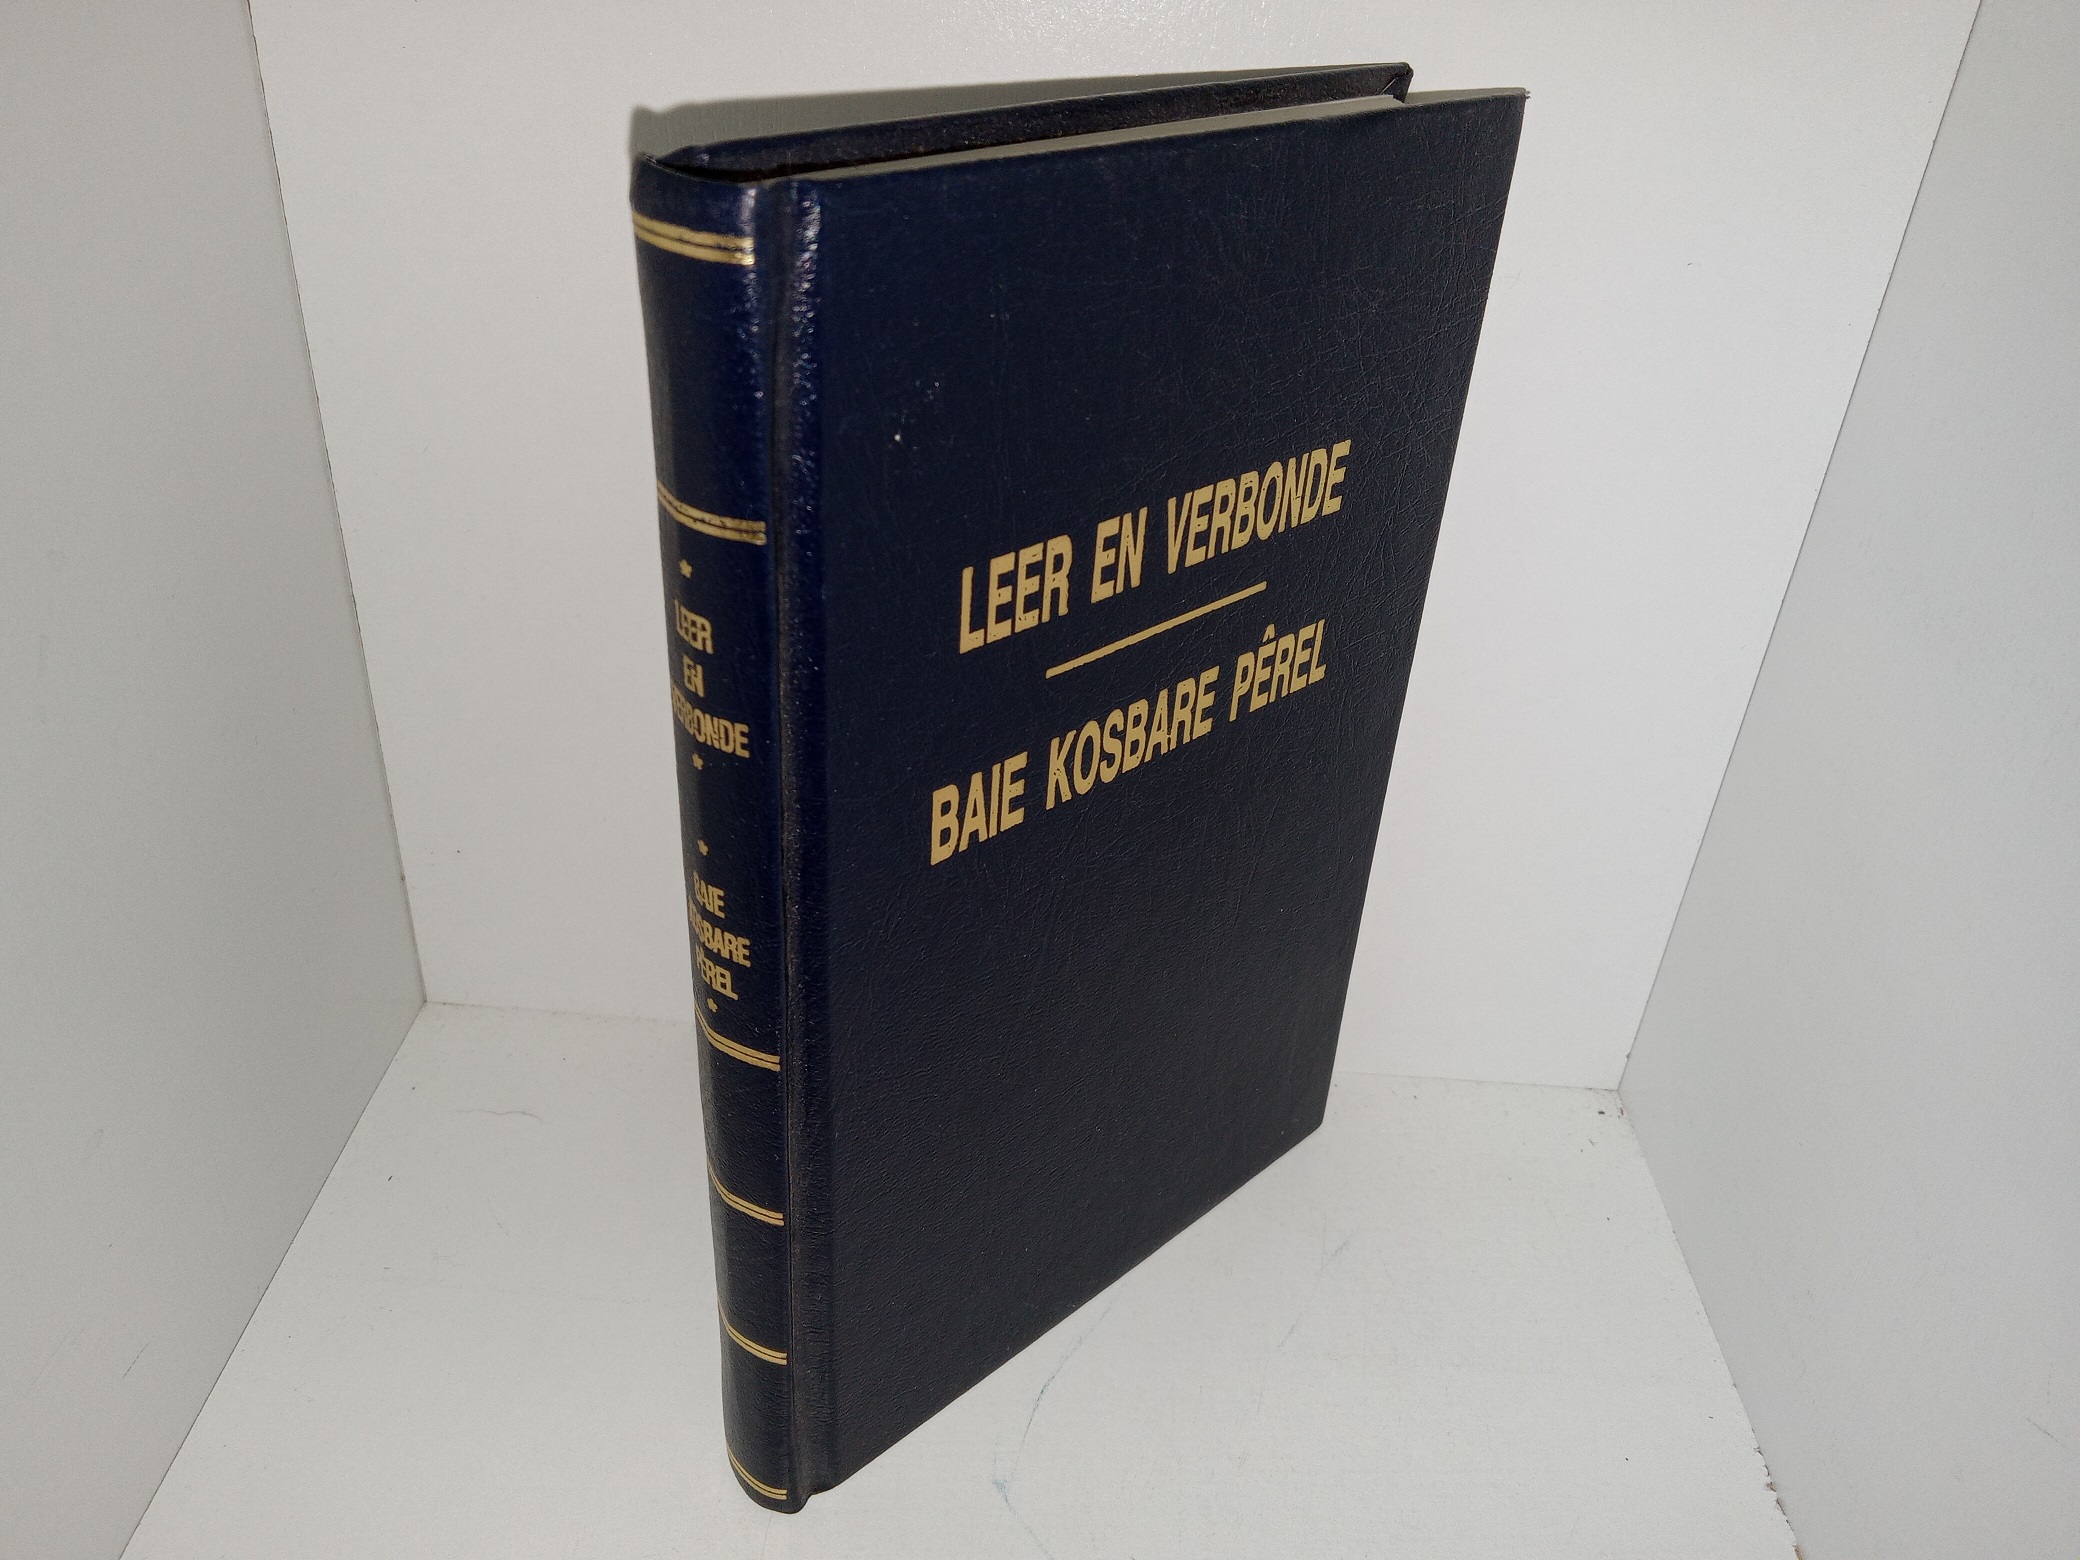 LEER EN VERBONDE
BAIE KOSBARE PÊREL
LEER
EN
VERBONDE
BAIE
KOSBARE
PÊREL